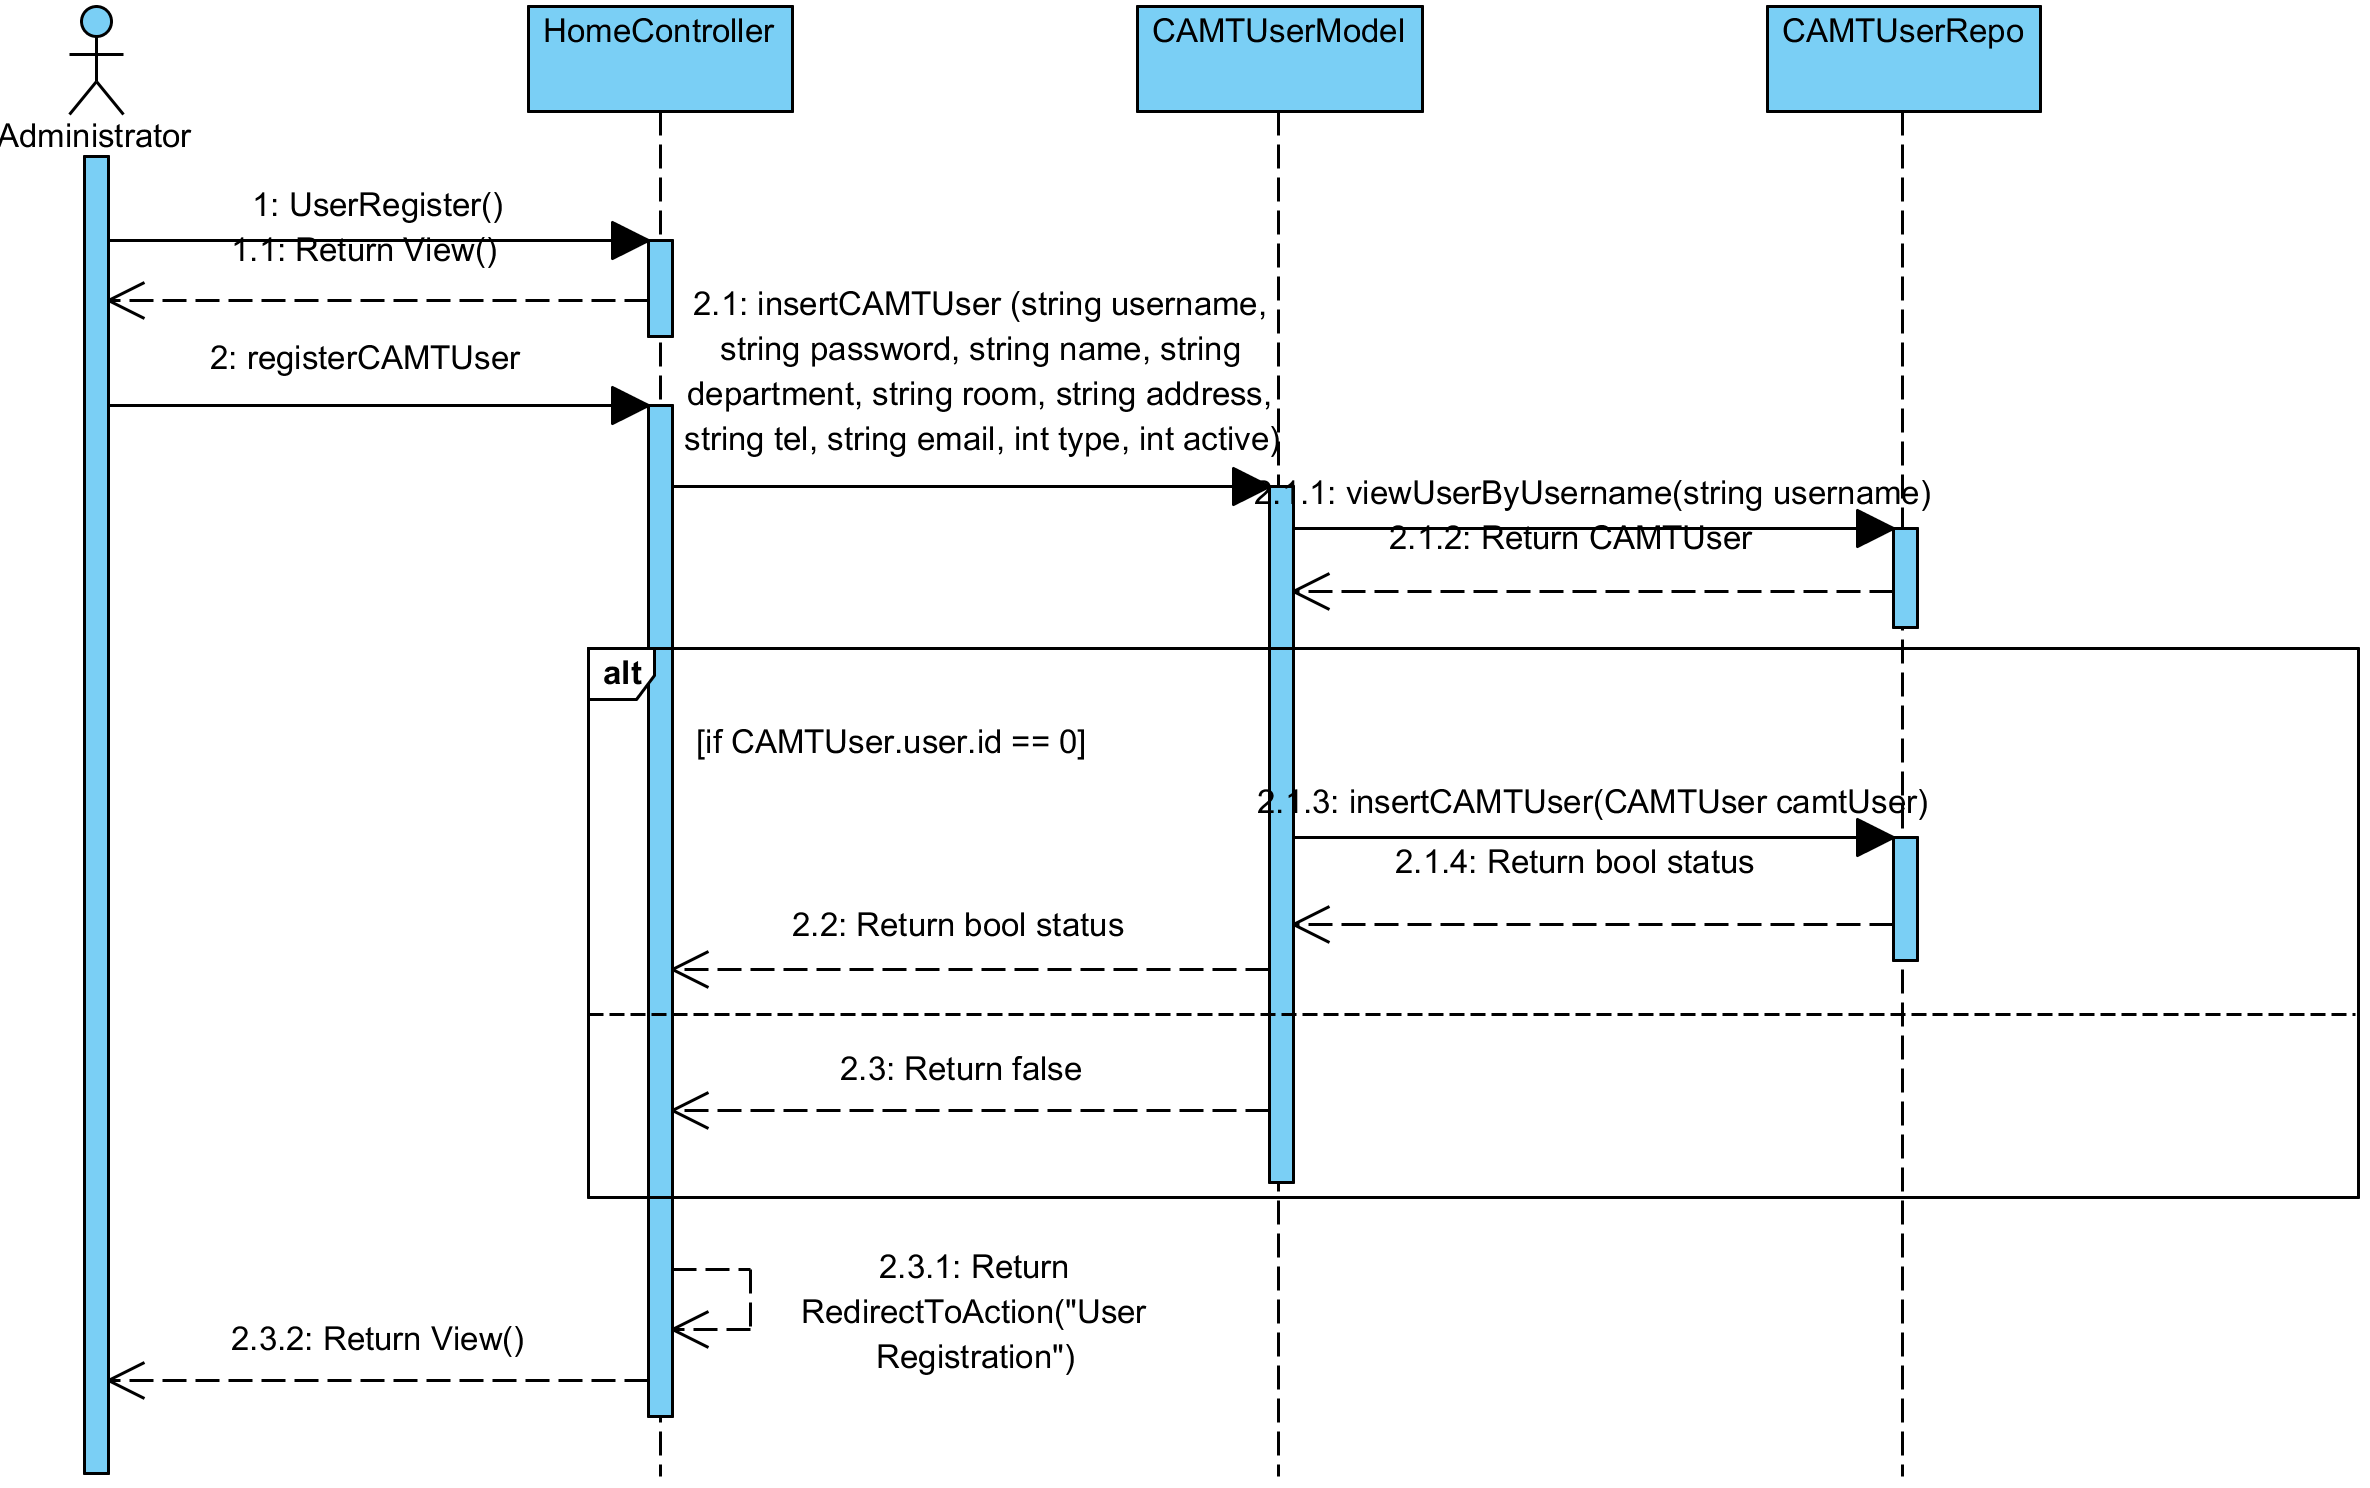 HomeController
CAMTUserModel
CAMTUserRepo
Administrator
1: UserRegister()
1.1: Return View()
2: registerCAMTUser
2.1: insertCAMTUser (string username,
string password, string name, string
department, string room, string address,
string tel, string email, int type, int active)
2.1.1: viewUserByUsername(string username)
2.1.2: Return CAMTUser
alt
[if CAMTUser.user.id == 0]
2.1.3: insertCAMTUser(CAMTUser camtUser)
2.1.4: Return bool status
2.2: Return bool status
2.3: Return false
2.3.1: Return
RedirectToAction("User
Registration")
2.3.2: Return View()